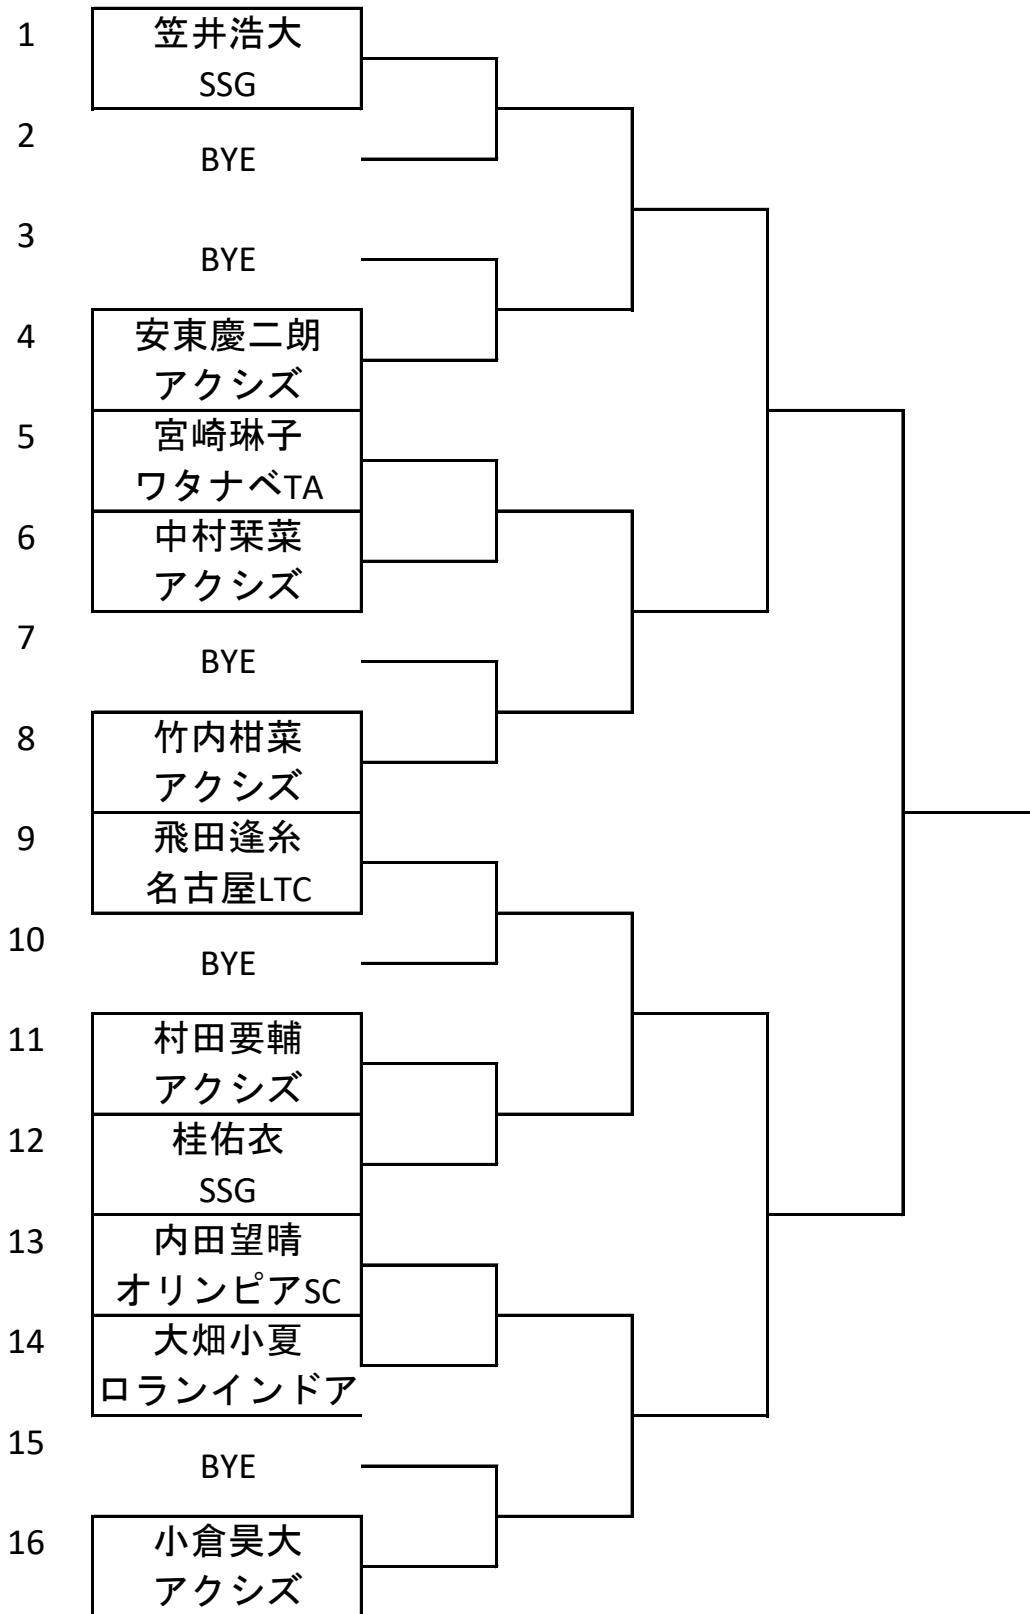 1
笠井浩大
SSG
2
BYE
3
BYE
4
安東慶二朗
アクシズ
5
宮崎琳子
ワタナベTA
6
中村栞菜
アクシズ
7
BYE
8
竹内柑菜
アクシズ
9
飛田逢糸
名古屋LTC
10
BYE
11
村田要輔
アクシズ
12
桂佑衣
SSG
13
内田望晴
オリンピアSC
14
大畑小夏
ロランインドア
15
BYE
16
小倉昊大
アクシズ